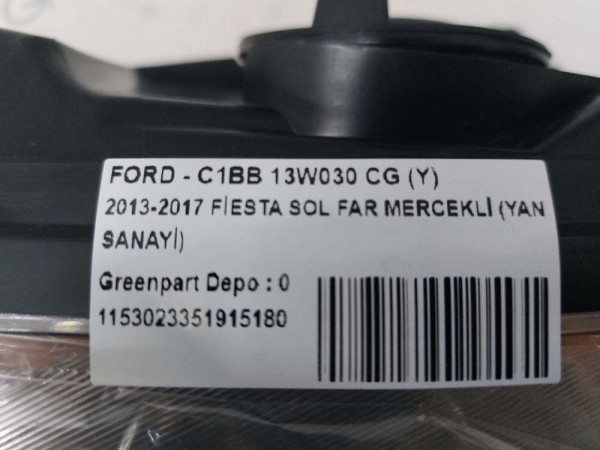 FORD - C1BB 13W030 CG (Y)
2013-2017 FİESTA SOL FAR MERCEKLİ (YAN
SANAYİ)
Greenpart Depo : 0
1153023351915180